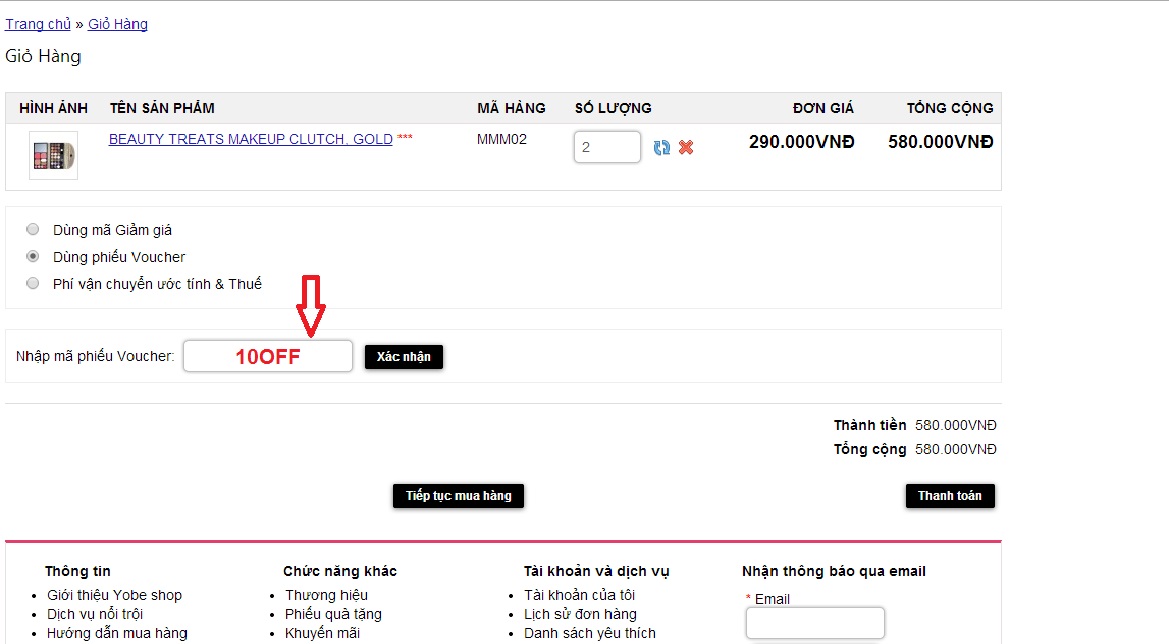 Trang chủ » Giỏ Hàng
Giỏ Hàng
HÌNH ẢNH TÊN SẢN PHẨM MÃ HÀNG SỐ LƯỢNG ĐƠN GIÁ TỔNG CỘNG
BEAUTY TREATS MAKEUP CLUTCH, GOLD *** MMM02 2 290.000VNĐ 580.000VNĐ
Dùng mã Giảm giá
Dùng phiếu Voucher
Phí vận chuyển ước tính & Thuế
Nhập mã phiếu Voucher: 10OFF Xác nhận
Thành tiền 580.000VNĐ
Tổng cộng 580.000VNĐ
Tiếp tục mua hàng Thanh toán
Thông tin Chức năng khác Tài khoản và dịch vụ Nhận thông báo qua email
Giới thiệu Yobe shop Thương hiệu Tài khoản của tôi * Email
Dịch vụ nổi trội Phiếu quà tặng Lịch sử đơn hàng
Hướng dẫn mua hàng Khuyến mãi Danh sách yêu thích